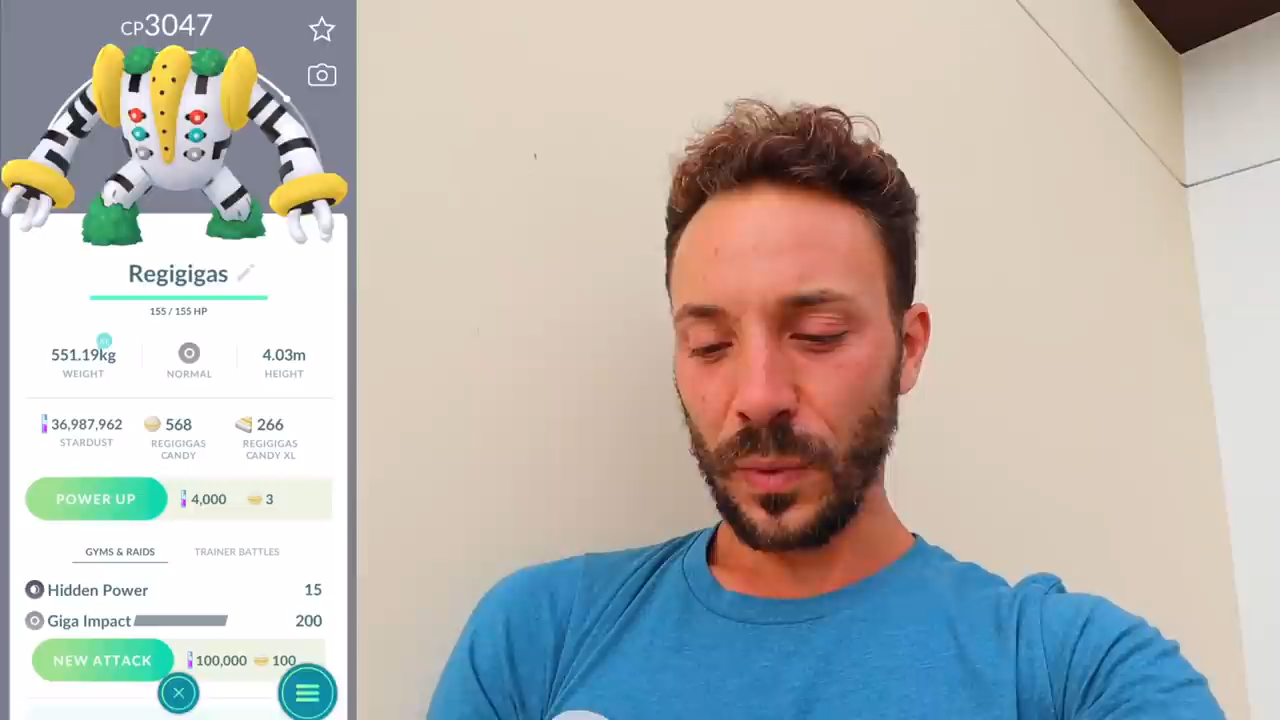 CP3047
Regigigas
155 / 155 HP
XL
551.19kg
WEIGHT
NORMAL
4.03m
HEIGHT
36,987,962
STARDUST
568
REGIGIGAS
CANDY
266
REGIGIGAS
CANDY XL
POWER UP 4,000 3
GYMS & RAIDS TRAINER BATTLES
Hidden Power 15
Giga Impact 200
NEW ATTACK 100,000 100